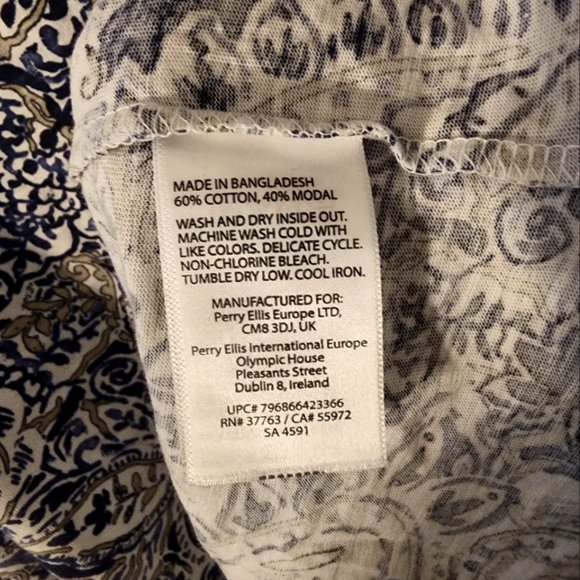 MADE IN BANGLADESH
60% COTTON, 40% MODAL
WASH AND DRY INSIDE OUT.
MACHINE WASH COLD WITH
LIKE COLORS. DELICATE CYCLE.
NON-CHLORINE BLEACH.
TUMBLE DRY LOW. COOL IRON.
MANUFACTURED FOR:
Perry Ellis Europe LTD,
CM8 3DJ, UK
Perry Ellis International Europe
Olympic House
Pleasants Street
Dublin 8, Ireland
UPC# 796866423366
RN# 37763 / CA# 55972
SA 4591